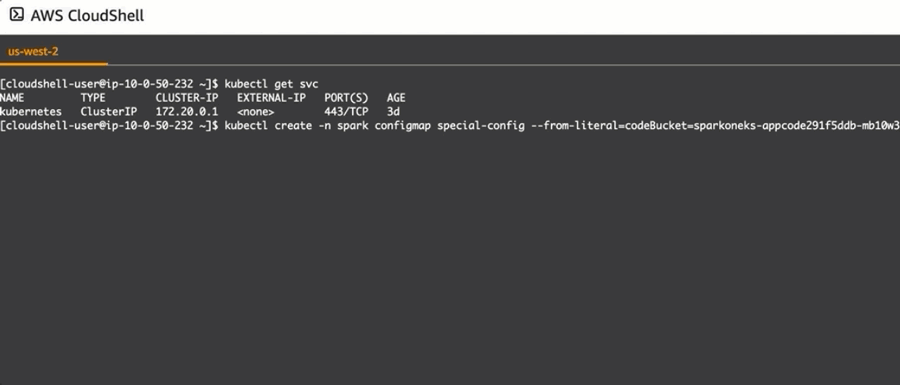 AWS CloudShell
us-west-2
[cloudshell-user@ip-10-0-50-232 ~]$ kubectl get svc
NAME TYPE CLUSTER-IP EXTERNAL-IP PORT(S) AGE
kubernetes ClusterIP 172.20.0.1 <none> 443/TCP 3d
[cloudshell-user@ip-10-0-50-232 ~]$ kubectl create -n spark configmap special-config --from-literal=codeBucket=sparkoneks-appcode291f5ddb-mb10w3